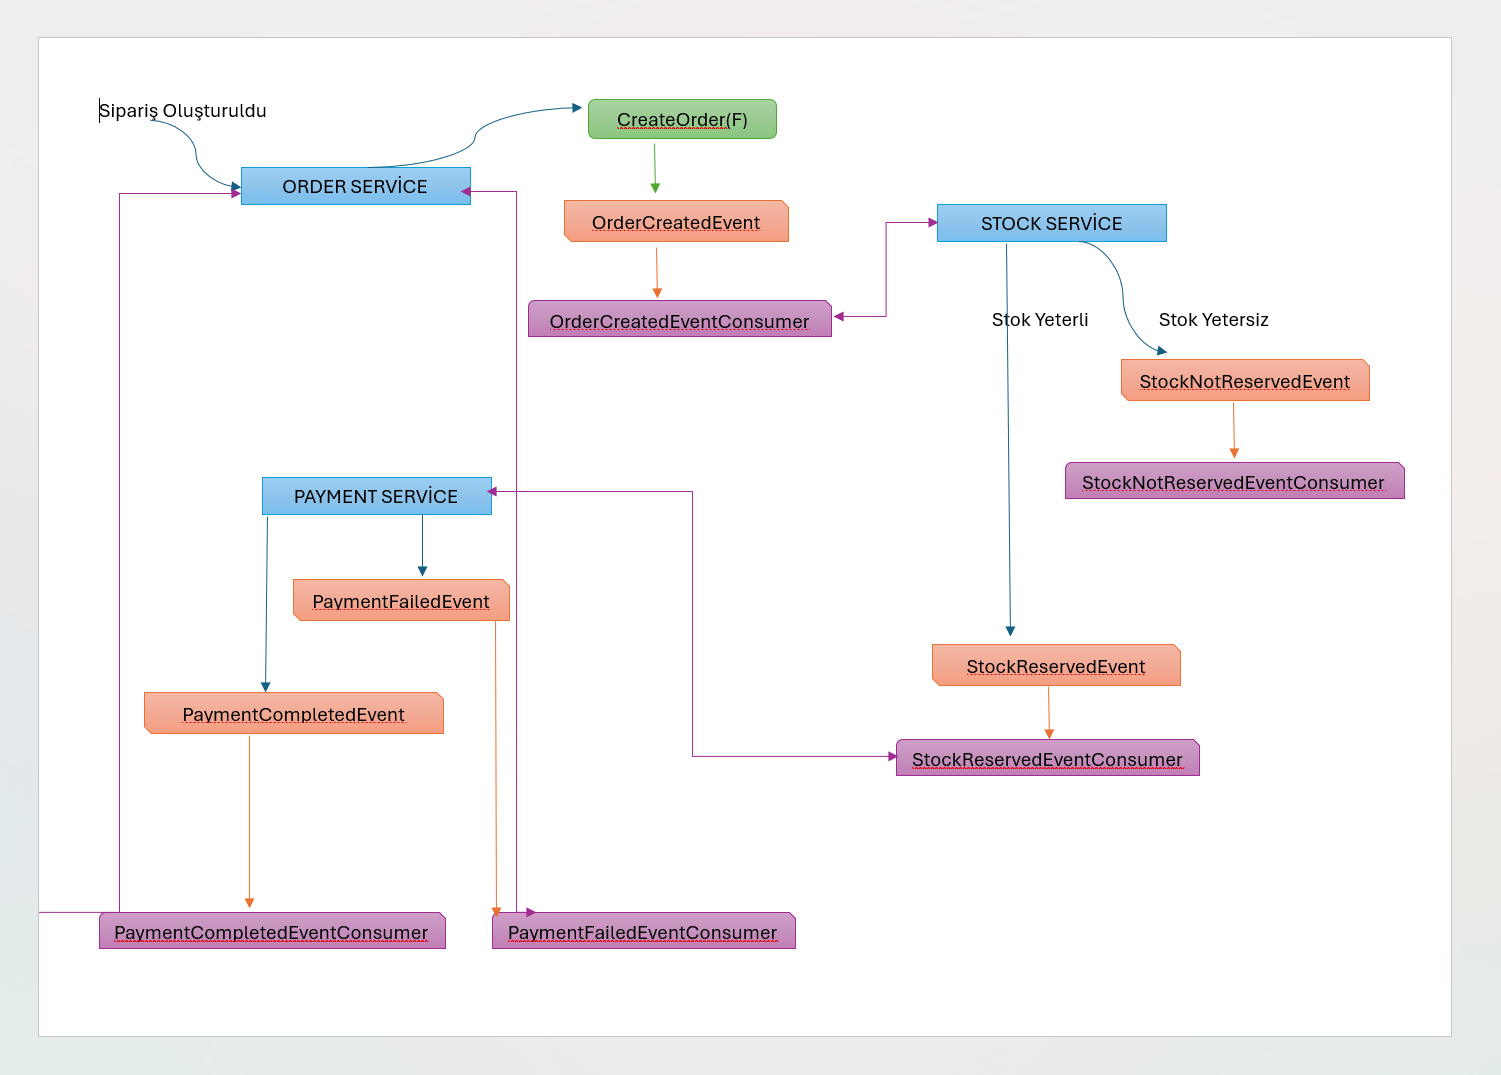 Sipariş Oluşturuldu
CreateOrder(F)
ORDER SERVİCE
OrderCreatedEvent
STOCK SERVİCE
OrderCreatedEventConsumer
Stok Yeterli
Stok Yetersiz
StockNotReservedEvent
StockNotReservedEventConsumer
PAYMENT SERVİCE
PaymentFailedEvent
StockReservedEvent
PaymentCompletedEvent
StockReservedEventConsumer
PaymentCompletedEventConsumer
PaymentFailedEventConsumer